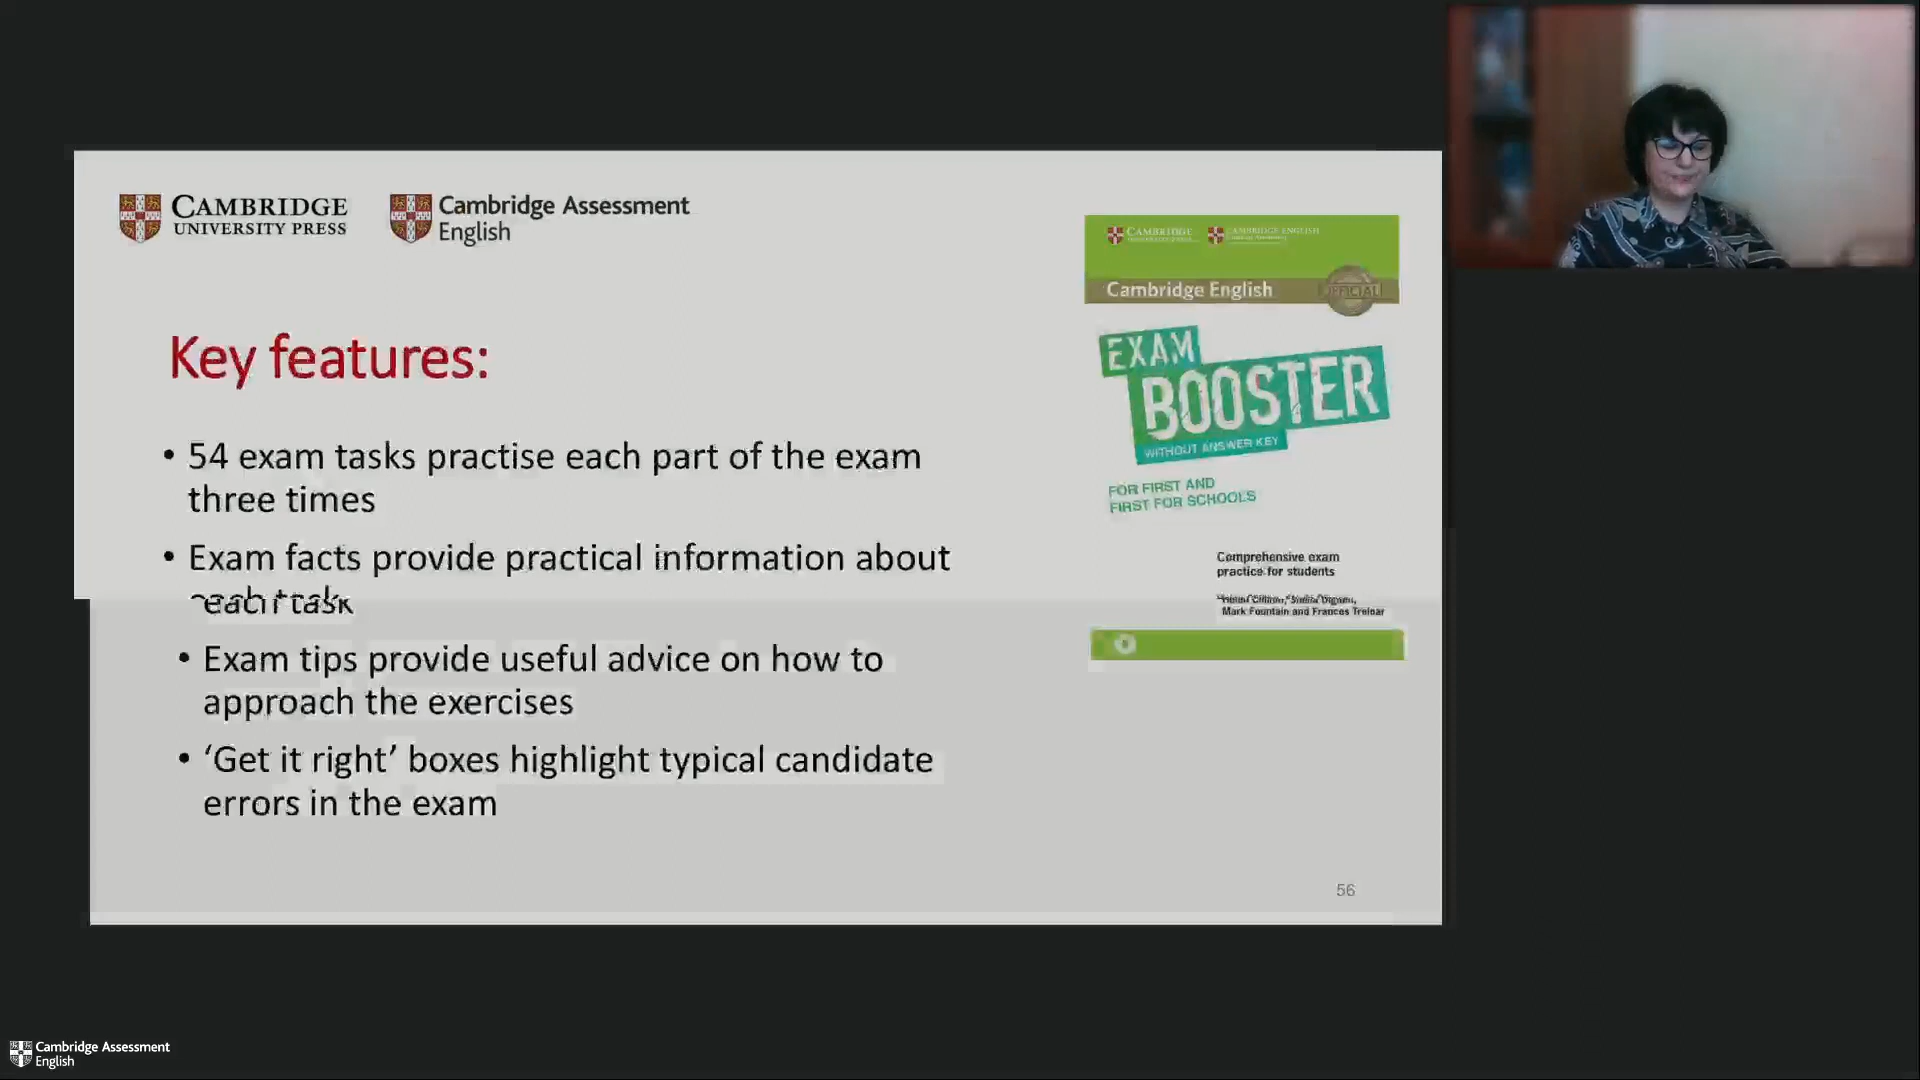 CAMBRIDGE
UNIVERSITY PRESS
Cambridge Assessment
English
Key features:
• 54 exam tasks practise each part of the exam
three times
• Exam facts provide practical information about
each task
• Exam tips provide useful advice on how to
approach the exercises
• ‘Get it right’ boxes highlight typical candidate
errors in the exam
CAMBRIDGE
CAMBRIDGE ENGLISH
Cambridge English
OFFICIAL
EXAM
BOOSTER
WITHOUT ANSWER KEY
FOR FIRST AND
FIRST FOR SCHOOLS
Comprehensive exam
practice for students
Mark Fountain and Frances Treloar
56
Cambridge Assessment
English